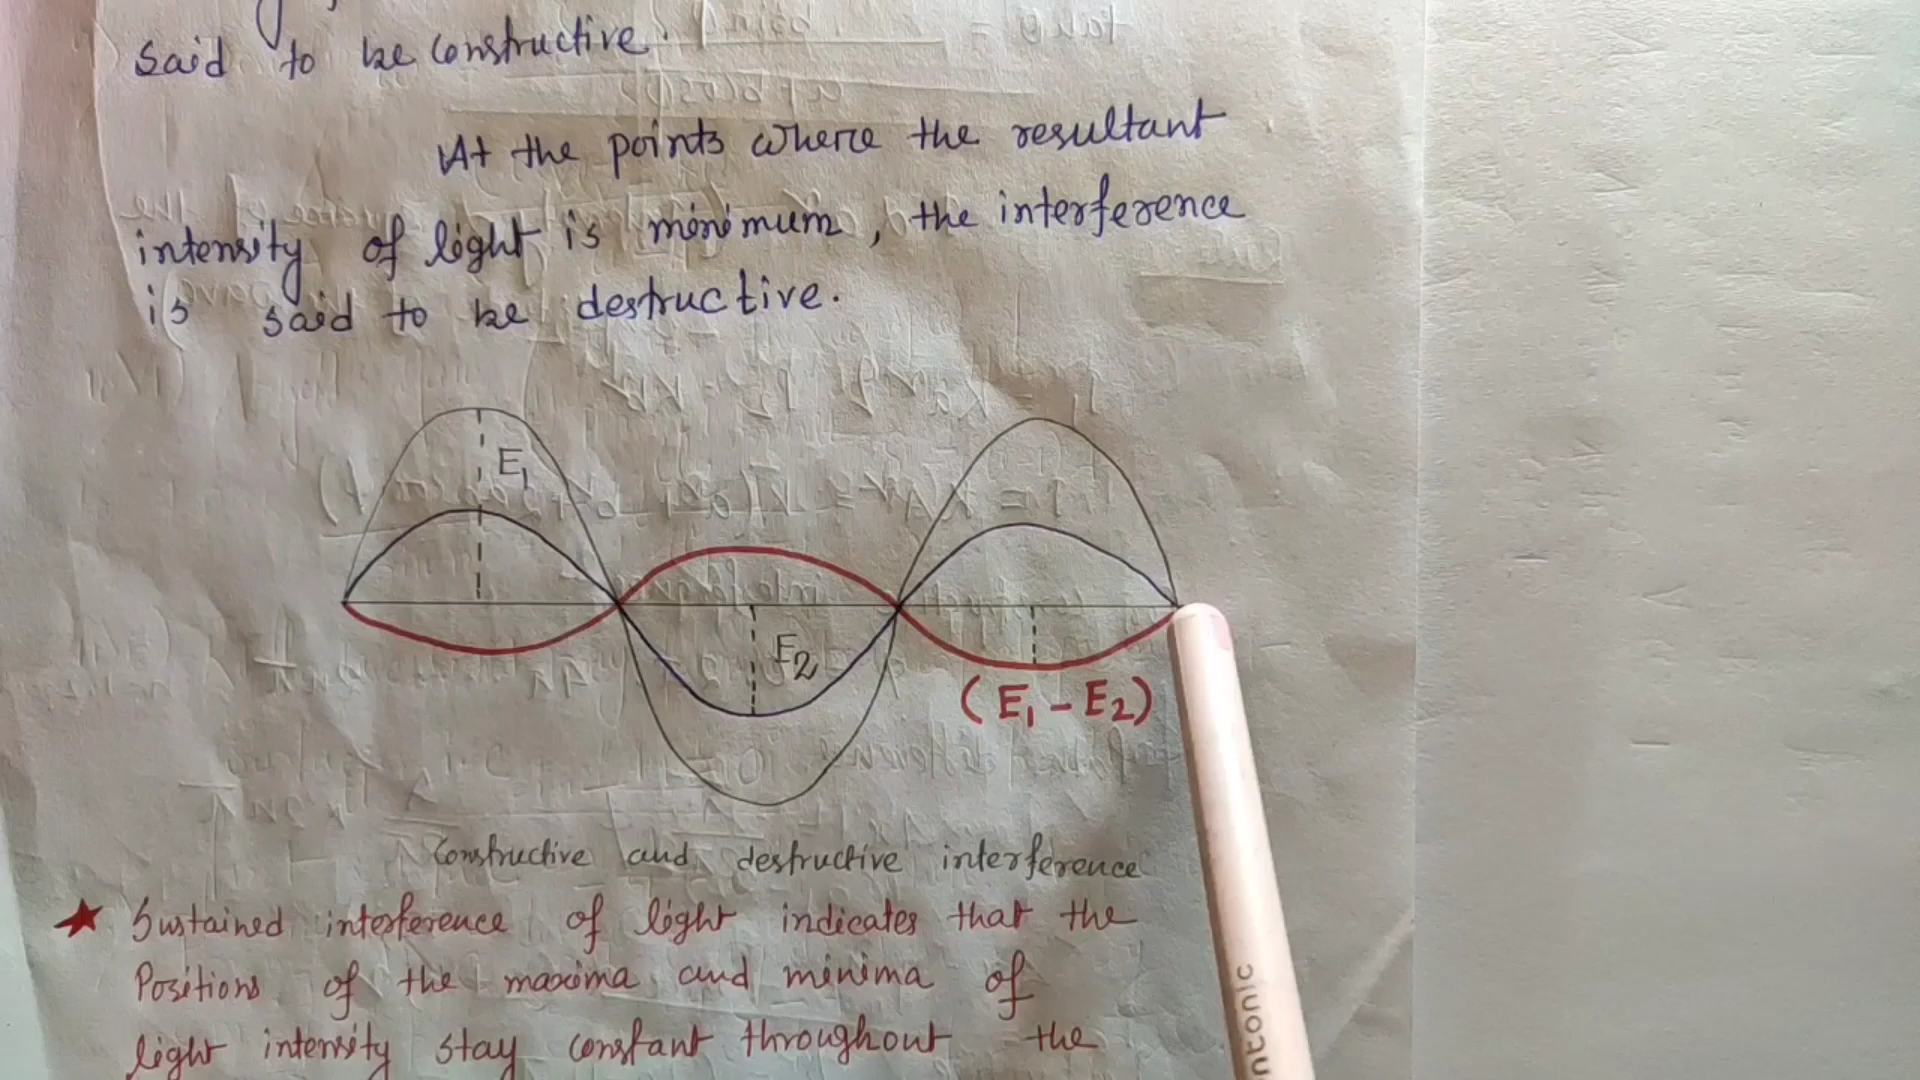 said to be constructive.
At the points where the resultant
intensity of light is minimum, the interference
is said to be destructive.
E1
E2
(E1 - E2)
Constructive and destructive interference
★ Sustained interference of light indicates that the
Positions of the maxima and minima of
light intensity stay constant throughout the
ntonic